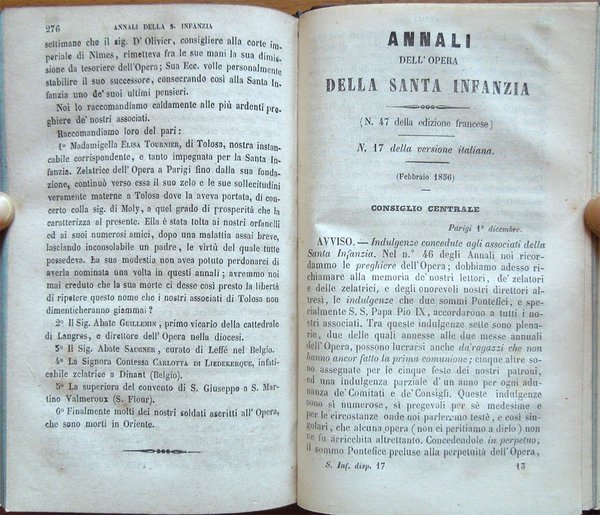 276 ANNALI DELLA S. INFANZIA
settimane che il sig. D' Olivier, consigliere alla corte im-
periale di Nimes, rimetteva fra le sue mani la sua dimis-
sione da tesoriere dell'Opera; Sua Ecc. volle personalmente
stabilire il suo successore, consecrando così alla Santa In-
fanzia uno de' suoi ultimi pensieri.
Noi lo raccomandiamo caldamente alle più ardenti pre-
ghiere de' nostri associati.
Raccomandiamo loro del pari:
1º Madamigella ELISA TOURNIER, di Tolosa, nostra instan-
cabile corrispondente, e tanto impegnata per la Santa In-
fanzia. Zelatrice dell' Opera a Parigi fino dalla sua fon-
dazione, continuò verso essa il suo zelo e le sue sollecitudini
veramente materne a Tolosa dove la aveva portata, di con-
certo colla sig. di Moly, a quel grado di prosperità che la
caratterizza al presente. Ella è stata tolta ai nostri orfanelli
ed ai suoi numerosi amici, dopo una malattia assai breve,
lasciando inconsolabile un padre, le virtù del quale tutte
possedeva. La sua modestia non avea potuto perdonarci di
averla nominata una volta in questi annali; avremmo noi
mai creduto che la sua morte ci desse così presto la libertà
di ripetere questo nome che i nostri associati di Tolosa non
dimenticheranno giammai?
2º Il Sig. Abate GUILLEMIN, primo vicario della cattedrale
di Langres, e direttore dell'Opera nella diocesi.
3º Il Sig. Abate SAUGNER, curato di Leffé nel Belgio.
4º La Signora Contessa CARLOTTA DI LIEDEKERQUE, infati-
cabile zelatrice a Dinant (Belgio).
5º La superiora del convento di S. Giuseppe a S. Mar-
tino Valmeroux (S. Flour).
6º Finalmente molti dei nostri soldati ascritti all' Opera,
che sono morti in Oriente.
ANNALI
DELL'OPERA
DELLA SANTA INFANZIA
(N. 47 della edizione francese)
N. 17 della versione italiana.
(Febbraio 1856)
CONSIGLIO CENTRALE
Parigi 1º dicembre.
AVVISO. — Indulgenze concedute agli associati della
Santa Infanzia. Nel n.º 46 degli Annali noi ricor-
dammo le preghiere dell'Opera; dobbiamo adesso ri-
chiamare alla memoria de' nostri lettori, de' zelatori
e delle zelatrici, e degli onorevoli nostri direttori al-
tresì, le indulgenze che due sommi Pontefici, e spe-
cialmente S. S. Papa Pio IX, accordarono a tutti i no-
stri associati. Tra queste indulgenze sette sono plena-
rie, due delle quali annesse alle due messe annuali
dell'Opera, possono lucrarsi anche da'ragazzi che non
hanno ancor fatto la prima comunione; cinque altre so-
no assegnate per le cinque feste dei nostri patroni,
ed una indulgenza parziale d'un anno per ogni adu-
nanza de'Comitati e de' Consigli. Queste indulgenze
sono sì numerose, sì pregevoli per sè medesime e
per le circostanze onde noi parleremo testè, e così sin-
golari, che alcuna opera (non ci peritiamo a dirlo) non
ne fu arricchita altrettanto. Concedendole in perpetuo,
il sommo Pontefice preluse alla perpetuità dell'Opera,
S. Inf. disp. 17 13